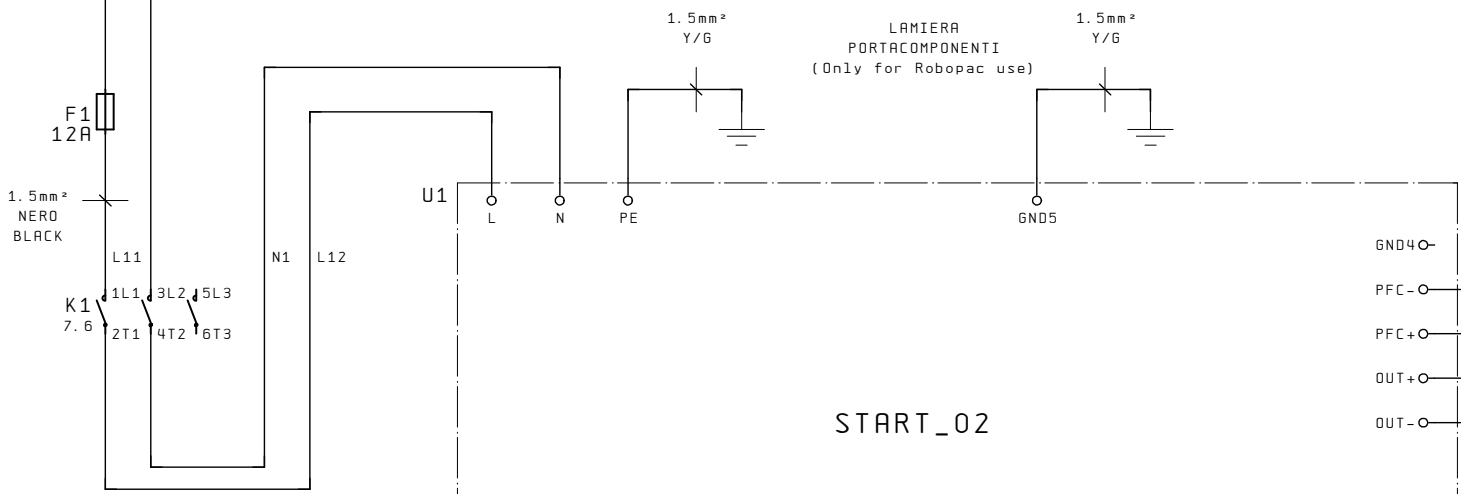 1.5mm²
Y/G
LAMIERA
PORTACOMPONENTI
(Only for Robopac use)
1.5mm²
Y/G
F1
12A
1.5mm²
NERO
BLACK
U1
L
N
PE
GND5
L11
N1
L12
GND4
PFC-
PFC+
OUT+
OUT-
K1
7.6
1L1
3L2
5L3
2T1
4T2
6T3
START_02